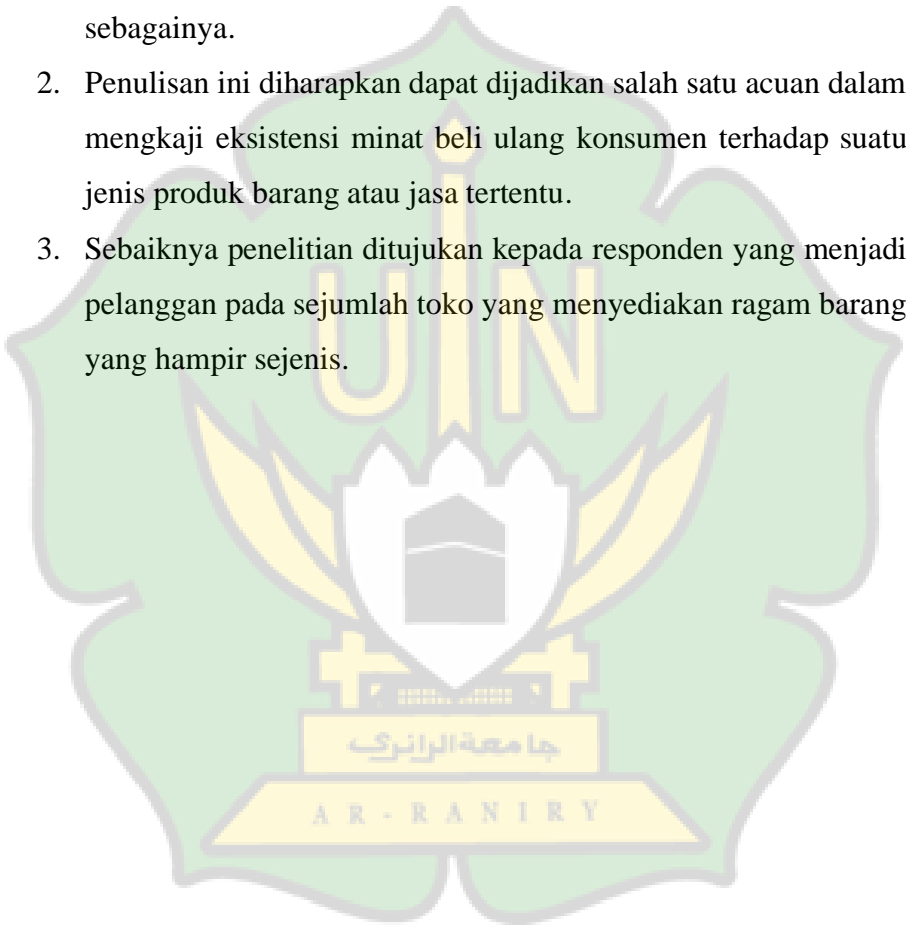 sebagainya.
2. Penulisan ini diharapkan dapat dijadikan salah satu acuan dalam
mengkaji eksistensi minat beli ulang konsumen terhadap suatu
jenis produk barang atau jasa tertentu.
3. Sebaiknya penelitian ditujukan kepada responden yang menjadi
pelanggan pada sejumlah toko yang menyediakan ragam barang
yang hampir sejenis.
UIN
جامعة الرانري
AR-RANIRY